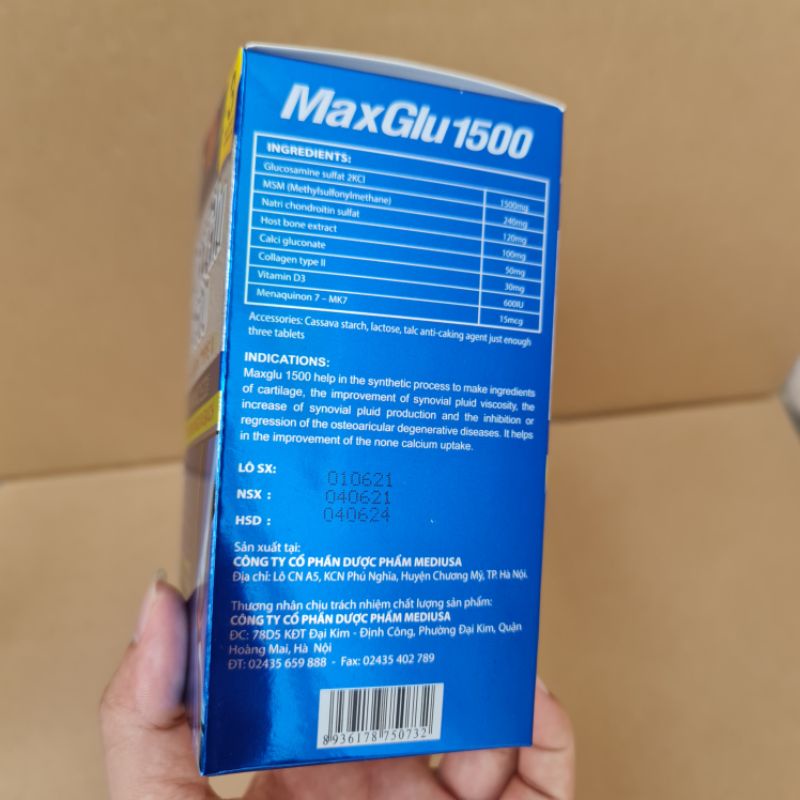 MaxGlu 1500
INGREDIENTS:
Glucosamine sulfat 2KCl 1500mg
MSM (Methylsulfonylmethane) 240mg
Natri chondroitin sulfat 120mg
Host bone extract 100mg
Calci gluconate 50mg
Collagen type II 30mg
Vitamin D3 600IU
Menaquinon 7 – MK7 15mcg
Accessories: Cassava starch, lactose, talc anti-caking agent just enough
three tablets
INDICATIONS:
Maxglu 1500 help in the synthetic process to make ingredients
of cartilage, the improvement of synovial fluid viscosity, the
increase of synovial pluid production and the inhibition or
regression of the osteoaricular degenerative diseases. It helps
in the improvement of the none calcium uptake.
LÔ SX: 010621
NSX : 040621
HSD : 040624
Sản xuất tại:
CÔNG TY CỔ PHẦN DƯỢC PHẨM MEDIUSA
Địa chỉ: Lô CN A5, KCN Phú Nghĩa, Huyện Chương Mỹ, TP. Hà Nội.
Thương nhân chịu trách nhiệm chất lượng sản phẩm:
CÔNG TY CỔ PHẦN DƯỢC PHẨM MEDIUSA
ĐC: 78D5 KĐT Đại Kim - Định Công, Phường Đại Kim, Quận
Hoàng Mai, Hà Nội
ĐT: 02435 659 888 - Fax: 02435 402 789
8936178750732